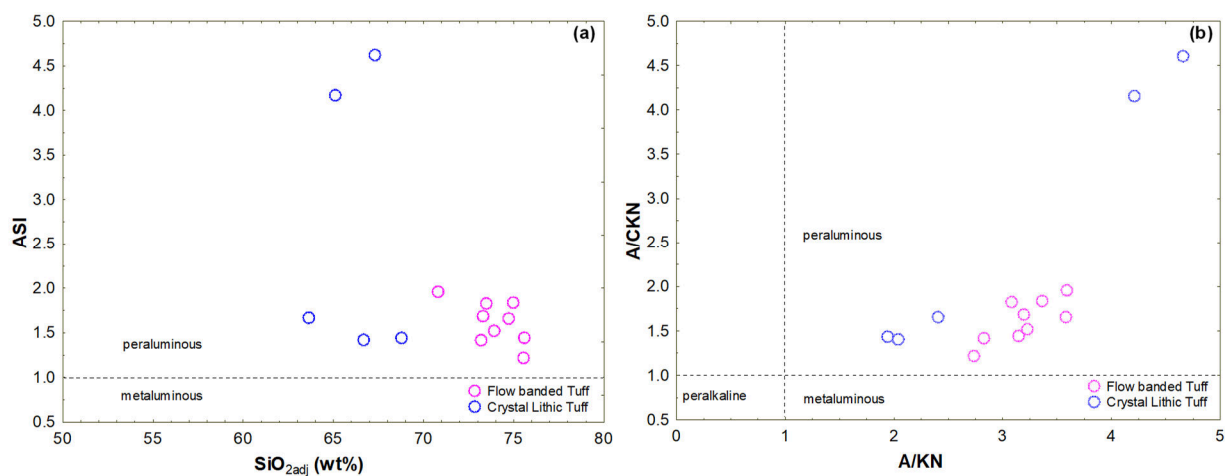 (a)
5.0
4.5
4.0
3.5
3.0
2.5
2.0
1.5
1.0
0.5
ASI
peraluminous
metaluminous
Flow banded Tuff
Crystal Lithic Tuff
50
55
60
65
70
75
80
SiO2adj (wt%)
(b)
5.0
4.5
4.0
3.5
3.0
2.5
2.0
1.5
1.0
0.5
A/CKN
peraluminous
peralkaline
metaluminous
Flow banded Tuff
Crystal Lithic Tuff
0
1
2
3
4
5
A/KN